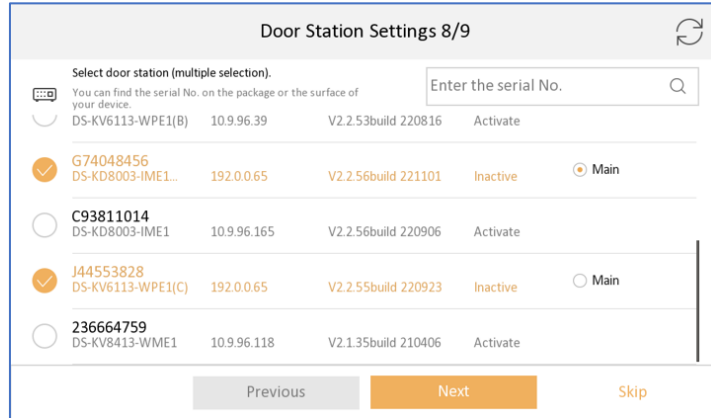 Door Station Settings 8/9
Select door station (multiple selection).
You can find the serial No. on the package or the surface of
your device.
Enter the serial No.
DS-KV6113-WPE1(B) 10.9.96.39 V2.2.53build 220816 Activate
G74048456
DS-KD8003-IME1... 192.0.0.65 V2.2.56build 221101 Inactive Main
C93811014
DS-KD8003-IME1 10.9.96.165 V2.2.56build 220906 Activate
J44553828
DS-KV6113-WPE1(C) 192.0.0.65 V2.2.55build 220923 Inactive Main
236664759
DS-KV8413-WME1 10.9.96.118 V2.1.35build 210406 Activate
Previous Next Skip